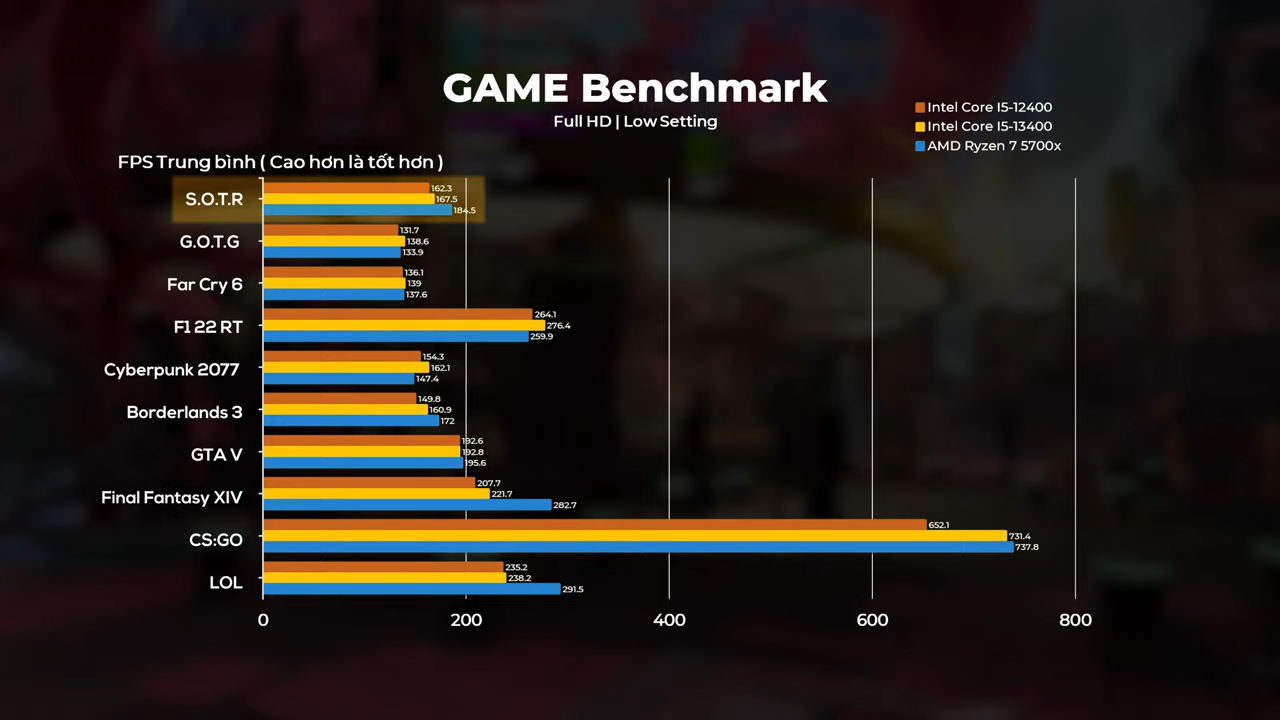 GAME Benchmark
Full HD | Low Setting
Intel Core I5-12400
Intel Core I5-13400
AMD Ryzen 7 5700x
FPS Trung bình ( Cao hơn là tốt hơn )
S.O.T.R
162.3
167.5
184.5
G.O.T.G
131.7
138.6
133.9
Far Cry 6
136.1
139
137.6
F1 22 RT
264.1
276.4
259.9
Cyberpunk 2077
154.3
162.1
147.4
Borderlands 3
149.8
160.9
172
GTA V
192.6
192.8
195.6
Final Fantasy XIV
207.7
221.7
282.7
CS:GO
652.1
731.4
737.8
LOL
235.2
238.2
291.5
0 200 400 600 800